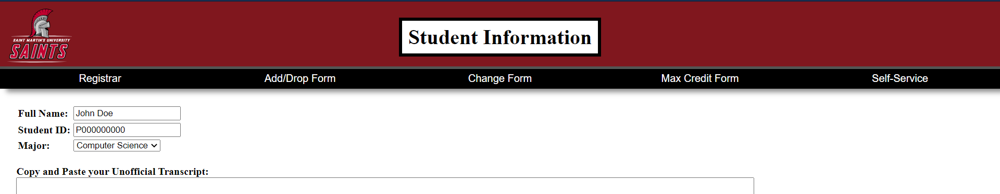 SAINT MARTIN'S UNIVERSITY
SAINTS
Student Information
Registrar Add/Drop Form Change Form Max Credit Form Self-Service
Full Name: John Doe
Student ID: P000000000
Major: Computer Science
Copy and Paste your Unofficial Transcript: